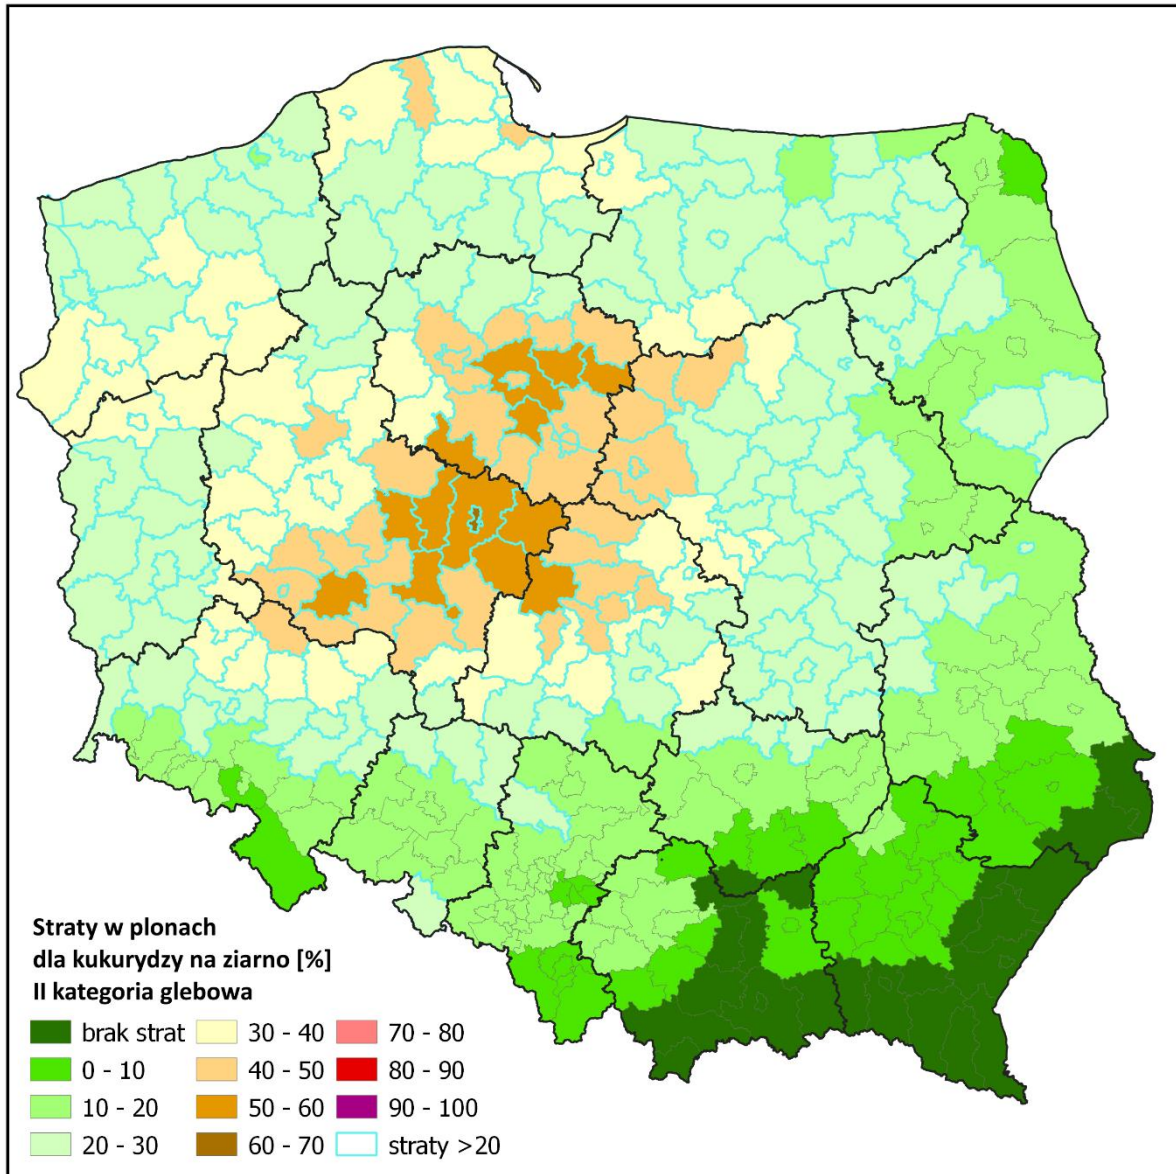 Straty w plonach
dla kukurydzy na ziarno [%]
II kategoria glebowa
brak strat
0 - 10
10 - 20
20 - 30
30 - 40
40 - 50
50 - 60
60 - 70
70 - 80
80 - 90
90 - 100
straty >20